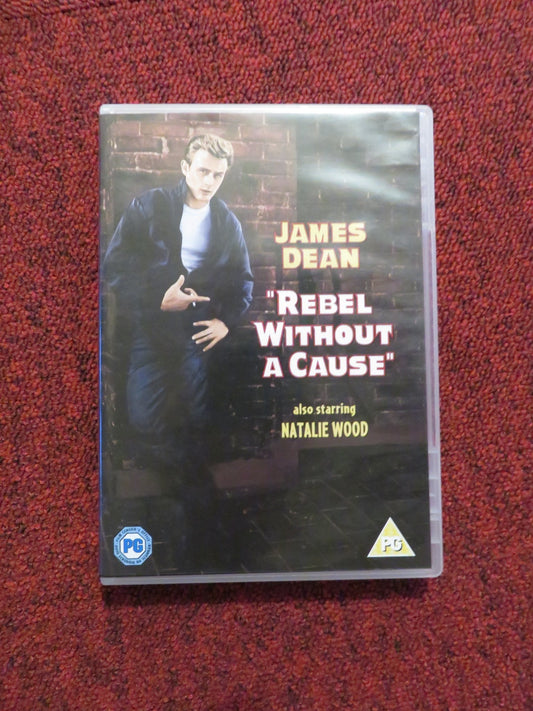 JAMES
DEAN
"REBEL
WITHOUT
A CAUSE"
also starring
NATALIE WOOD
PG
PG